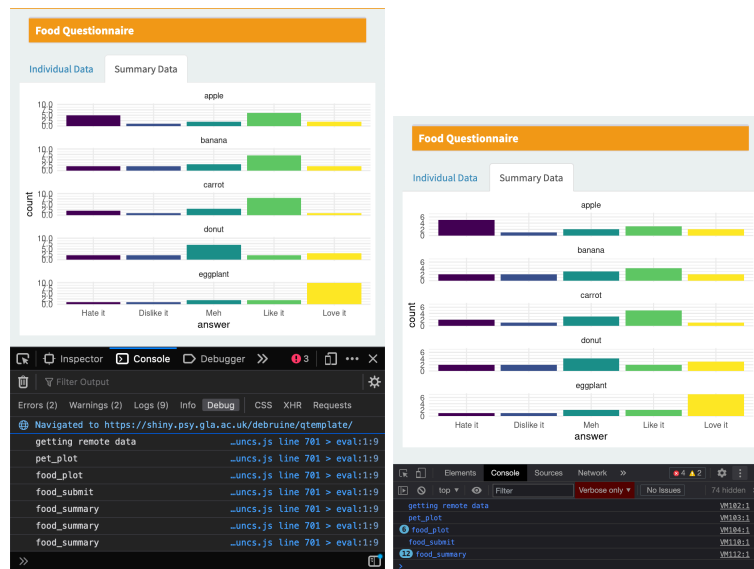 Food Questionnaire
Individual Data Summary Data
apple
10.0
7.5
5.0
2.5
0.0
banana
10.0
7.5
5.0
2.5
0.0
carrot
10.0
7.5
5.0
2.5
0.0
donut
10.0
7.5
5.0
2.5
0.0
eggplant
10.0
7.5
5.0
2.5
0.0
count
Hate it Dislike it Meh Like it Love it
answer
Inspector Console Debugger 3
Filter Output
Errors (2) Warnings (2) Logs (9) Info Debug CSS XHR Requests
Navigated to https://shiny.psy.gla.ac.uk/debruine/qtemplate/
getting remote data …uncs.js line 701 > eval:1:9
pet_plot …uncs.js line 701 > eval:1:9
food_plot …uncs.js line 701 > eval:1:9
food_submit …uncs.js line 701 > eval:1:9
food_summary …uncs.js line 701 > eval:1:9
food_summary …uncs.js line 701 > eval:1:9
food_summary …uncs.js line 701 > eval:1:9
Food Questionnaire
Individual Data Summary Data
apple
6
4
2
0
banana
6
4
2
0
carrot
6
4
2
0
donut
6
4
2
0
eggplant
6
4
2
0
count
Hate it Dislike it Meh Like it Love it
answer
Elements Console Sources Network 4 2
top Filter Verbose only No Issues 74 hidden
getting remote data VM102:1
pet_plot VM103:1
6 food_plot VM104:1
food_submit VM110:1
12 food_summary VM112:1